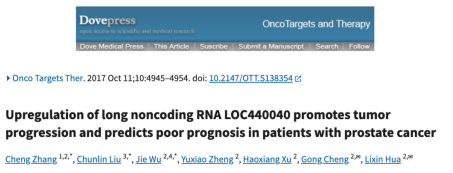 Dovepress
open access to scientific and medical research
OncoTargets and Therapy
Dove Medical Press | This Article | Suscribe | Submit a Manuscript | Search | Follow
Onco Targets Ther. 2017 Oct 11;10:4945–4954. doi: 10.2147/OTT.S138354
Upregulation of long noncoding RNA LOC440040 promotes tumor
progression and predicts poor prognosis in patients with prostate cancer
Cheng Zhang 1,2,*, Chunlin Liu 3,*, Jie Wu 2,4,*, Yuxiao Zheng 2, Haoxiang Xu 2, Gong Cheng 2,✉, Lixin Hua 2,✉